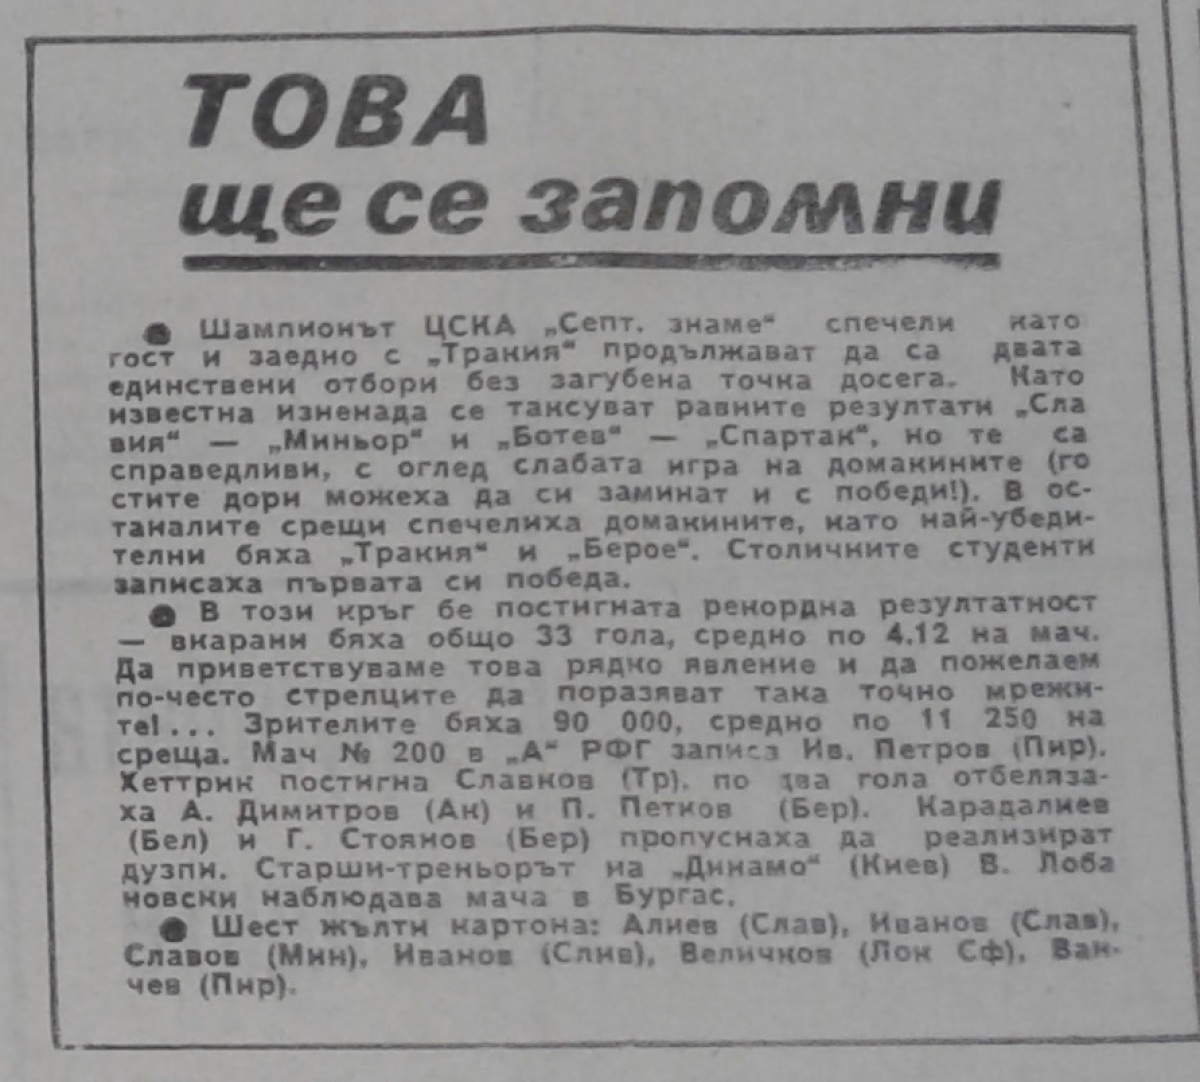 ТОВА
ще се запомни
● Шампионът ЦСКА „Септ. знаме“ спечели като
гост и заедно с „Тракия“ продължават да са двата
единствени отбори без загубена точка досега. Като
известна изненада се таксуват равните резултати „Сла
вия“ — „Миньор“ и „Ботев“ — „Спартак“, но те са
справедливи, с оглед слабата игра на домакините (го
стите дори можеха да си заминат и с победи!). В ос-
таналите срещи спечелиха домакините, като най-убеди-
телни бяха „Тракия“ и „Берое“. Столичните студенти
записаха първата си победа.
● В този кръг бе постигната рекордна резултатност
— вкарани бяха общо 33 гола, средно по 4.12 на мач.
Да приветствуваме това рядко явление и да пожелаем
по-често стрелците да поразяват така точно мрежи-
те!... Зрителите бяха 90 000, средно по 11 250 на
среща. Мач № 200 в „А“ РФГ записа Ив. Петров (Пир).
Хеттрик постигна Славков (Тр), по два гола отбеляза-
ха А. Димитров (Ак) и П. Петков (Бер). Карадалиев
(Бел) и Г. Стоянов (Бер) пропуснаха да реализират
дузпи. Старши-треньорът на „Динамо“ (Киев) В. Лоба
новски наблюдава мача в Бургас.
● Шест жълти картона: Алиев (Слав), Иванов (Слав),
Славов (Мин), Иванов (Слив), Величков (Лок Сф), Ван-
чев (Пир).